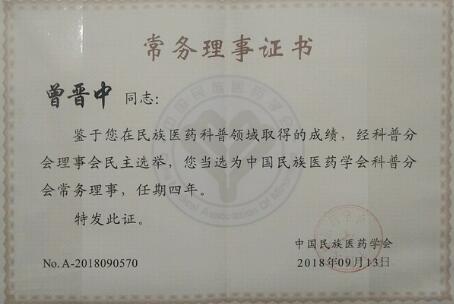 常务理事证书
曾晋中 同志：
鉴于您在民族医药科普领域取得的成绩，经科普分
会理事会民主选举，您当选为中国民族医药学会科普分
会常务理事，任期四年。
特发此证。
中国民族医药学会
No.A-2018090570
2018年09月13日